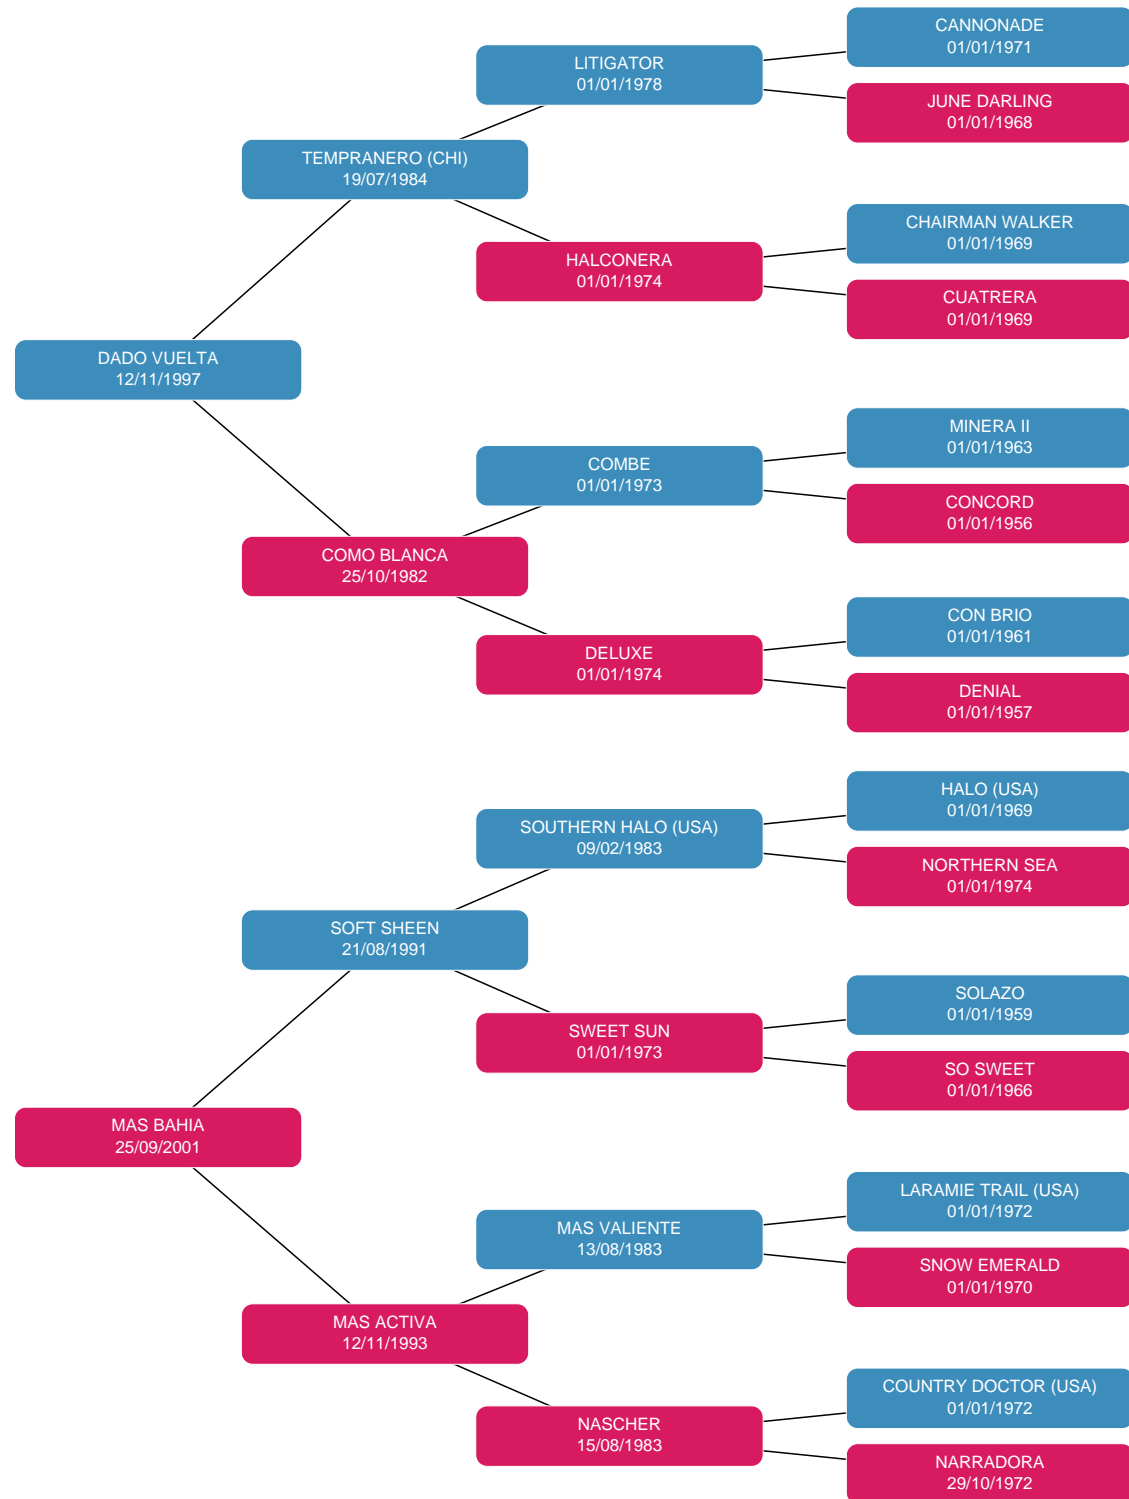 CANNONADE
01/01/1971
LITIGATOR
01/01/1978
JUNE DARLING
01/01/1968
TEMPRANERO (CHI)
19/07/1984
CHAIRMAN WALKER
01/01/1969
HALCONERA
01/01/1974
CUATRERA
01/01/1969
DADO VUELTA
12/11/1997
MINERA II
01/01/1963
COMBE
01/01/1973
CONCORD
01/01/1956
COMO BLANCA
25/10/1982
CON BRIO
01/01/1961
DELUXE
01/01/1974
DENIAL
01/01/1957
HALO (USA)
01/01/1969
SOUTHERN HALO (USA)
09/02/1983
NORTHERN SEA
01/01/1974
SOFT SHEEN
21/08/1991
SOLAZO
01/01/1959
SWEET SUN
01/01/1973
SO SWEET
01/01/1966
MAS BAHIA
25/09/2001
LARAMIE TRAIL (USA)
01/01/1972
MAS VALIENTE
13/08/1983
SNOW EMERALD
01/01/1970
MAS ACTIVA
12/11/1993
COUNTRY DOCTOR (USA)
01/01/1972
NASCHER
15/08/1983
NARRADORA
29/10/1972